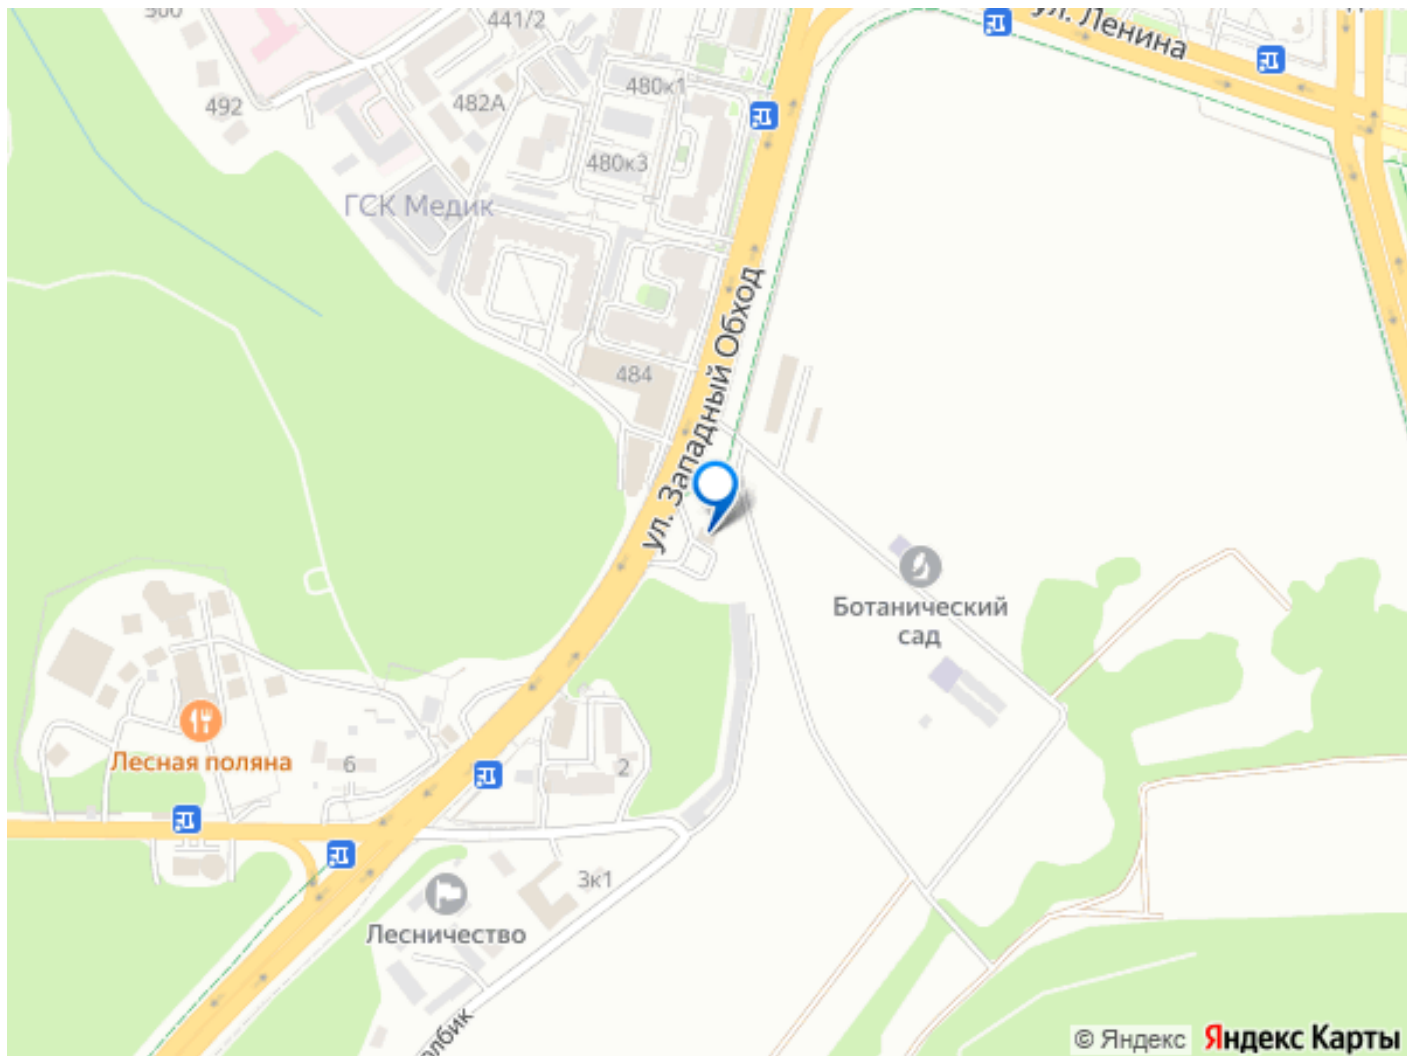 441/2
ул. Ленина
492
482А
480к1
480к3
ГСК Медик
484
ул. Западный Обход
Ботанический
сад
Лесная поляна
6
2
3к1
Лесничество
© Яндекс Яндекс Карты